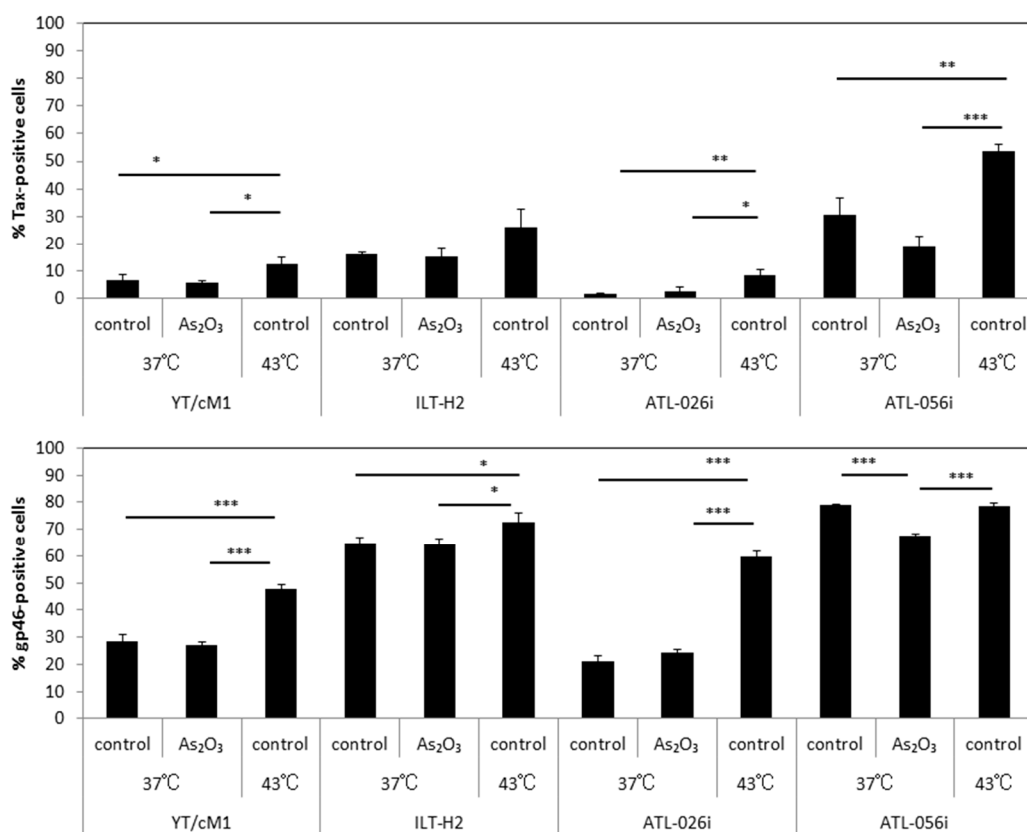 % Tax-positive cells
100
90
80
70
60
50
40
30
20
10
0
* * ** * ** ***
control As₂O₃ control control As₂O₃ control control As₂O₃ control control As₂O₃ control
37℃ 43℃ 37℃ 43℃ 37℃ 43℃ 37℃ 43℃
YT/cM1 ILT-H2 ATL-026i ATL-056i
% gp46-positive cells
100
90
80
70
60
50
40
30
20
10
0
*** *** * * *** *** *** ***
control As₂O₃ control control As₂O₃ control control As₂O₃ control control As₂O₃ control
37℃ 43℃ 37℃ 43℃ 37℃ 43℃ 37℃ 43℃
YT/cM1 ILT-H2 ATL-026i ATL-056i